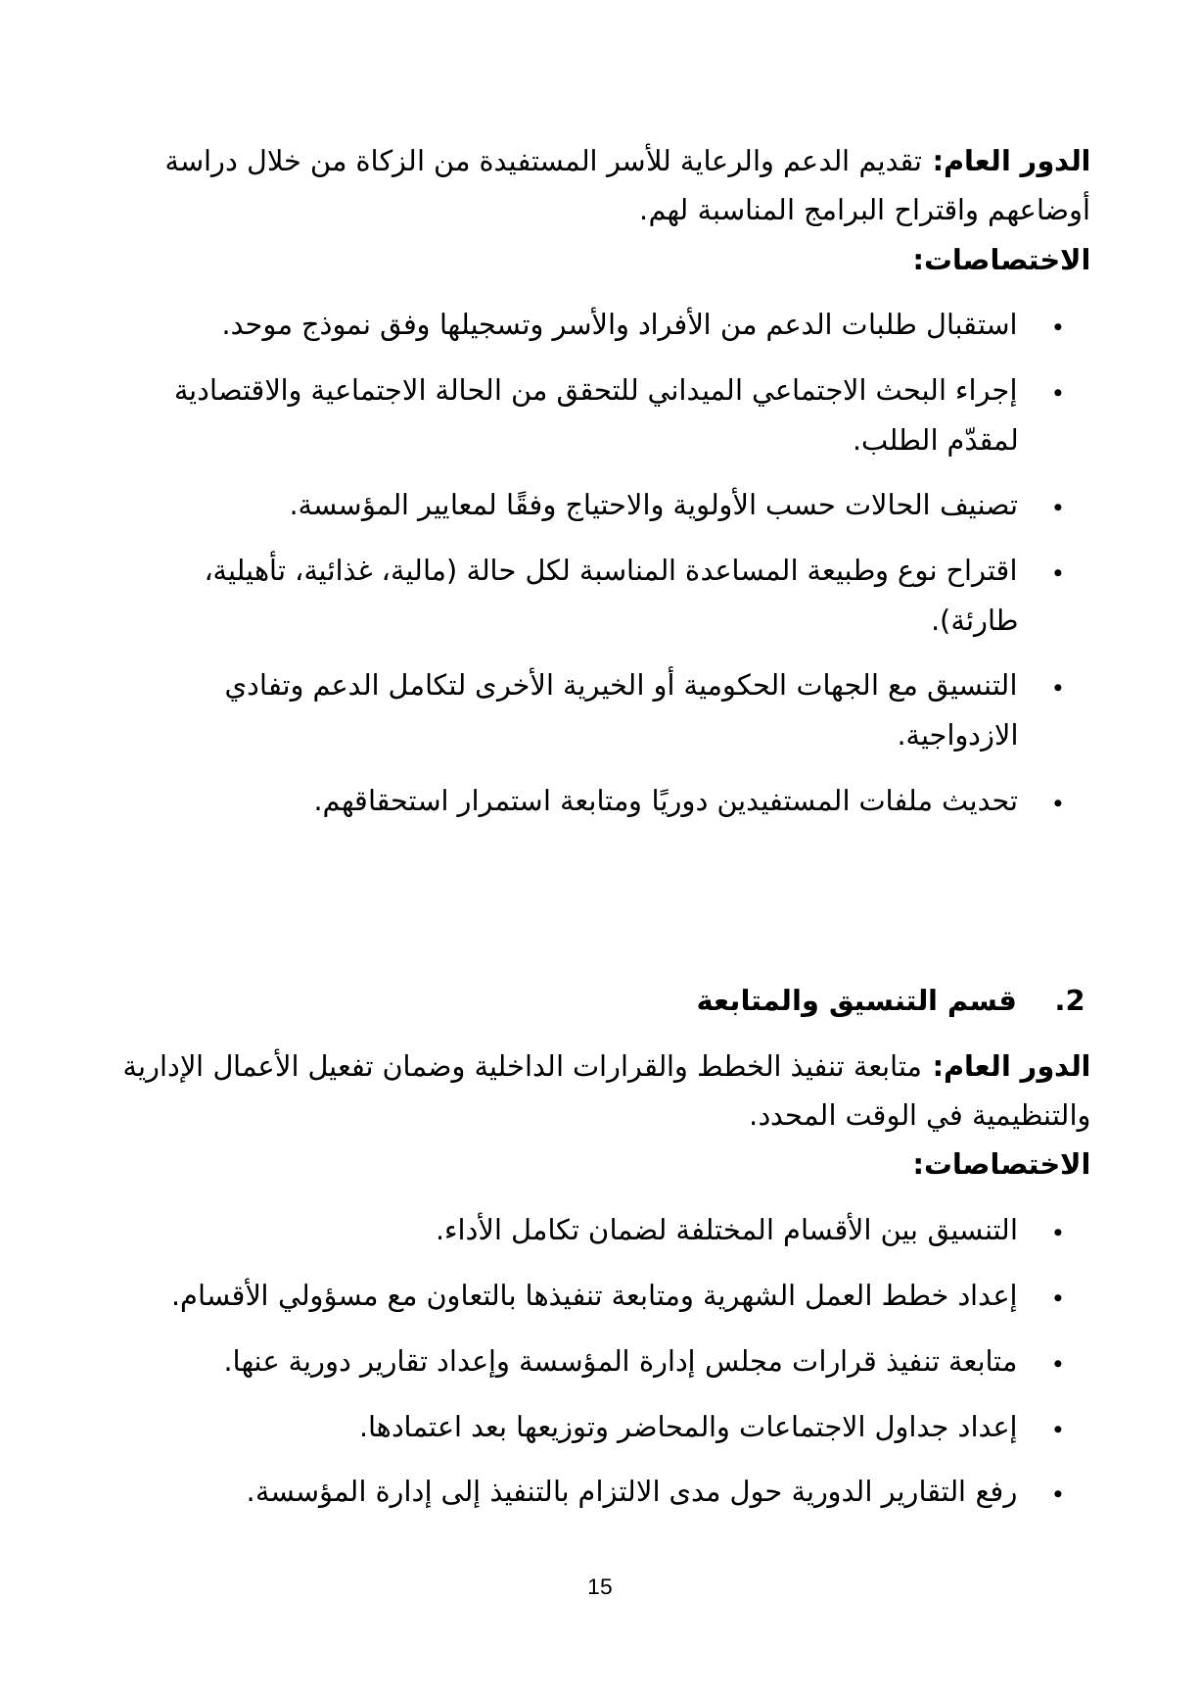 الدور العام: تقديم الدعم والرعاية للأسر المستفيدة من الزكاة من خلال دراسة
أوضاعهم واقتراح البرامج المناسبة لهم.
الاختصاصات:
• استقبال طلبات الدعم من الأفراد والأسر وتسجيلها وفق نموذج موحد.
• إجراء البحث الاجتماعي الميداني للتحقق من الحالة الاجتماعية والاقتصادية
لمقدّم الطلب.
• تصنيف الحالات حسب الأولوية والاحتياج وفقًا لمعايير المؤسسة.
• اقتراح نوع وطبيعة المساعدة المناسبة لكل حالة (مالية، غذائية، تأهيلية،
طارئة).
• التنسيق مع الجهات الحكومية أو الخيرية الأخرى لتكامل الدعم وتفادي
الازدواجية.
• تحديث ملفات المستفيدين دوريًا ومتابعة استمرار استحقاقهم.
2. قسم التنسيق والمتابعة
الدور العام: متابعة تنفيذ الخطط والقرارات الداخلية وضمان تفعيل الأعمال الإدارية
والتنظيمية في الوقت المحدد.
الاختصاصات:
• التنسيق بين الأقسام المختلفة لضمان تكامل الأداء.
• إعداد خطط العمل الشهرية ومتابعة تنفيذها بالتعاون مع مسؤولي الأقسام.
• متابعة تنفيذ قرارات مجلس إدارة المؤسسة وإعداد تقارير دورية عنها.
• إعداد جداول الاجتماعات والمحاضر وتوزيعها بعد اعتمادها.
• رفع التقارير الدورية حول مدى الالتزام بالتنفيذ إلى إدارة المؤسسة.
15